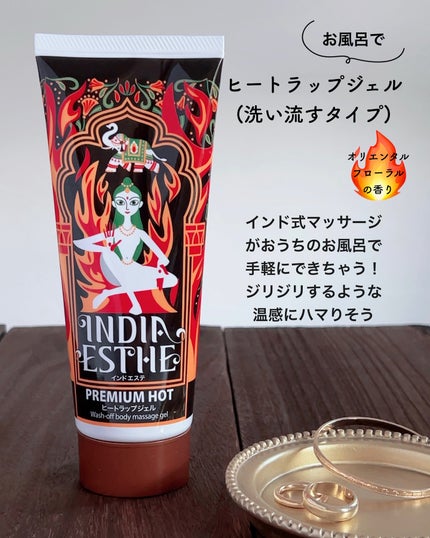 お風呂で
ヒートラップジェル
(洗い流すタイプ)
オリエンタル
フローラル
の香り
インド式マッサージ
がおうちのお風呂で
手軽にできちゃう！
ジリジリするような
温感にハマりそう
INDIA
ESTHE
インドエステ
PREMIUM HOT
ヒートラップジェル
Wash-off body massage gel